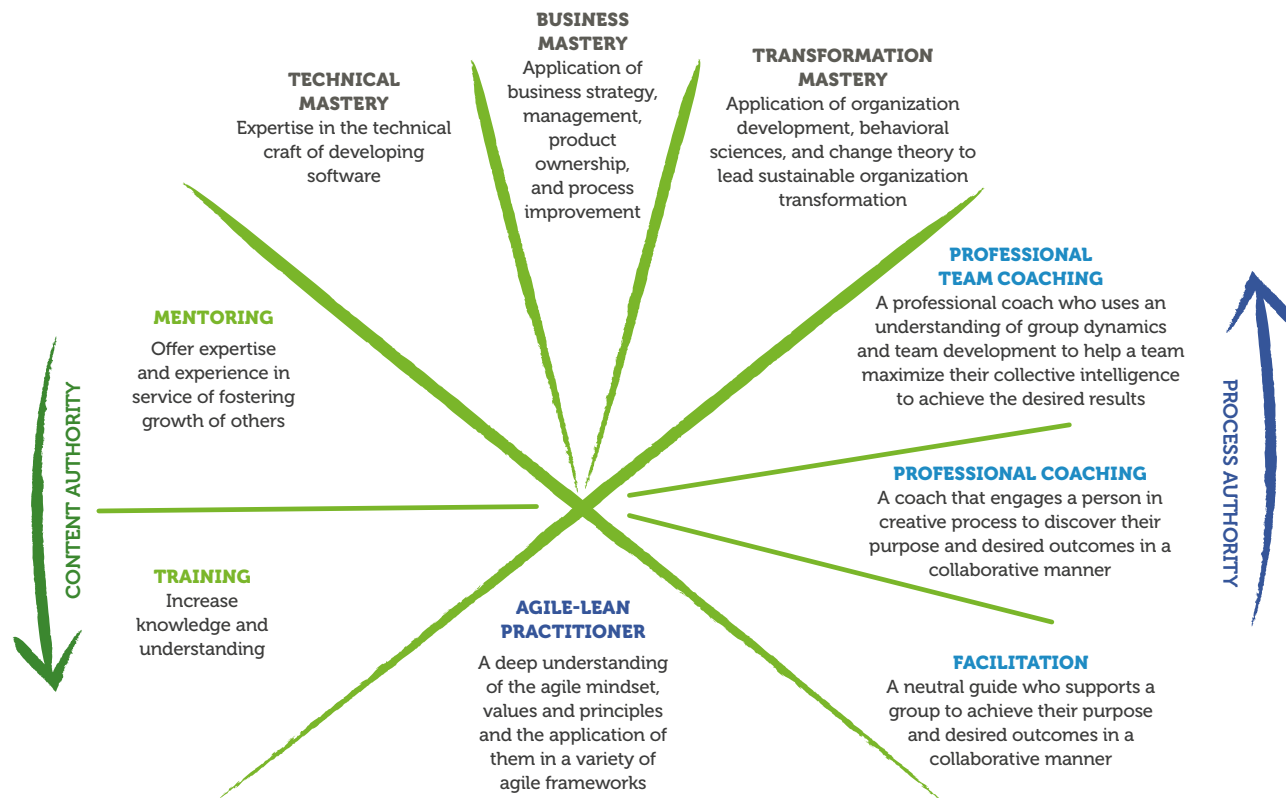 BUSINESS
MASTERY
Application of
business strategy,
management,
product
ownership,
and process
improvement
TECHNICAL
MASTERY
Expertise in the technical
craft of developing
software
TRANSFORMATION
MASTERY
Application of organization
development, behavioral
sciences, and change theory to
lead sustainable organization
transformation
MENTORING
Offer expertise
and experience in
service of fostering
growth of others
PROFESSIONAL
TEAM COACHING
A professional coach who uses an
understanding of group dynamics
and team development to help a team
maximize their collective intelligence
to achieve the desired results
CONTENT AUTHORITY
PROCESS AUTHORITY
PROFESSIONAL COACHING
A coach that engages a person in
creative process to discover their
purpose and desired outcomes in a
collaborative manner
TRAINING
Increase
knowledge and
understanding
AGILE-LEAN
PRACTITIONER
A deep understanding
of the agile mindset,
values and principles
and the application of
them in a variety of
agile frameworks
FACILITATION
A neutral guide who supports a
group to achieve their purpose
and desired outcomes in a
collaborative manner